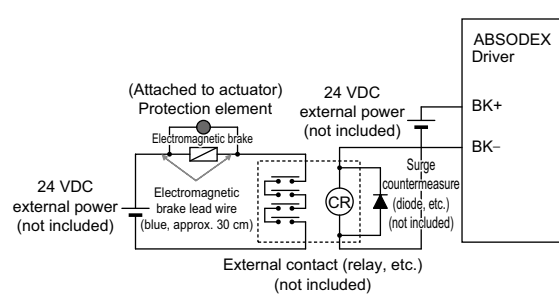 ABSODEX
Driver
(Attached to actuator)
Protection element
24 VDC
external power
(not included)
BK+
Electromagnetic brake
BK−
Surge
countermeasure
(diode, etc.)
(not included)
24 VDC
external power
(not included)
Electromagnetic
brake lead wire
(blue, approx. 30 cm)
CR
External contact (relay, etc.)
(not included)